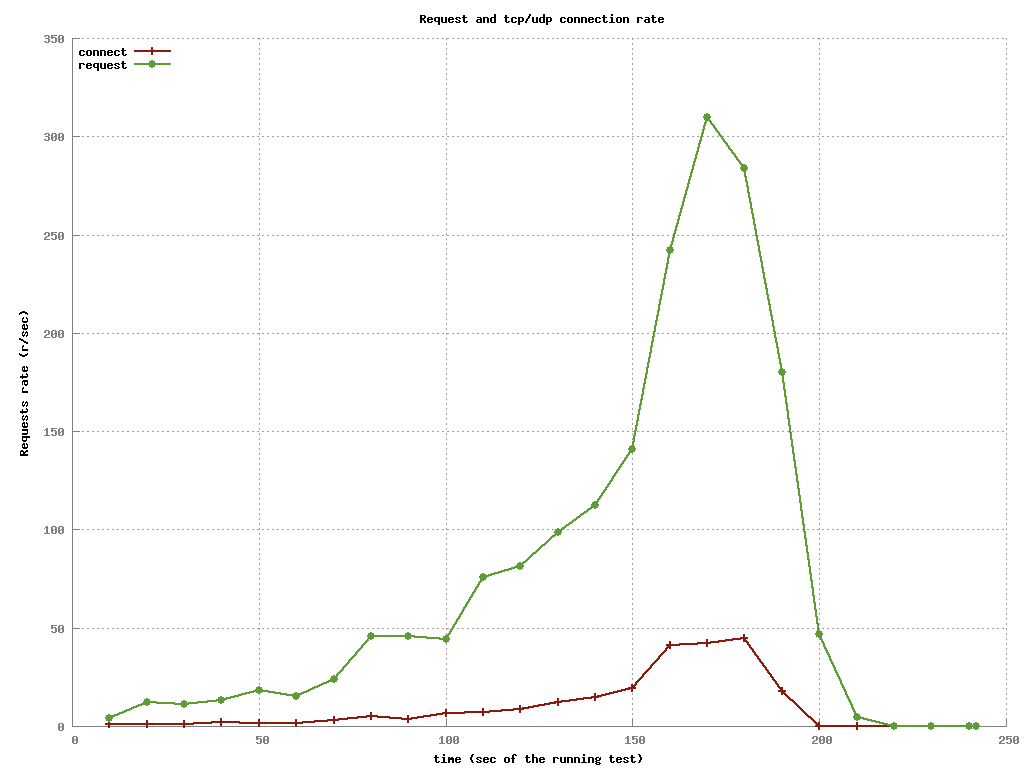 Request and tcp/udp connection rate
350
connect
request
300
250
200
Requests rate (r/sec)
150
100
50
0
0 50 100 150 200 250
time (sec of the running test)